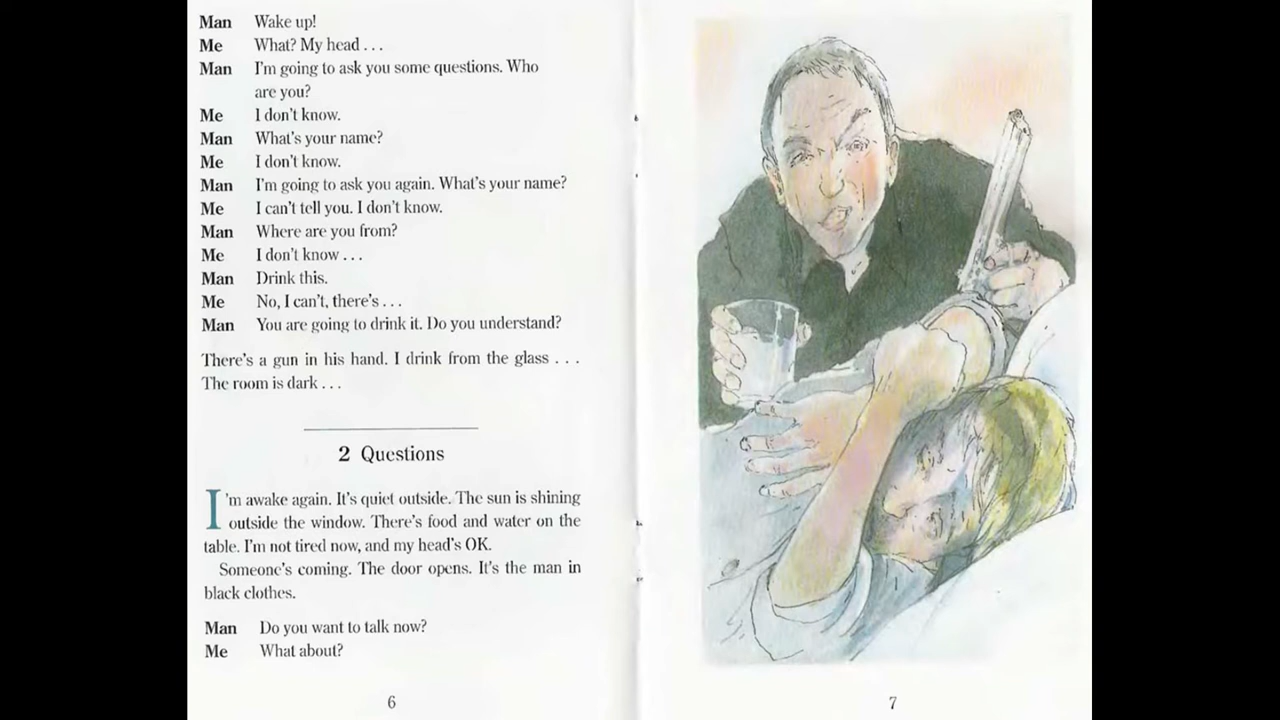 Man Wake up!
Me What? My head . . .
Man I'm going to ask you some questions. Who
are you?
Me I don't know.
Man What's your name?
Me I don't know.
Man I'm going to ask you again. What's your name?
Me I can't tell you. I don't know.
Man Where are you from?
Me I don't know . . .
Man Drink this.
Me No, I can't, there's . . .
Man You are going to drink it. Do you understand?
There's a gun in his hand. I drink from the glass . . .
The room is dark . . .
2 Questions
I'm awake again. It's quiet outside. The sun is shining
outside the window. There's food and water on the
table. I'm not tired now, and my head's OK.
Someone's coming. The door opens. It's the man in
black clothes.
Man Do you want to talk now?
Me What about?
6
7